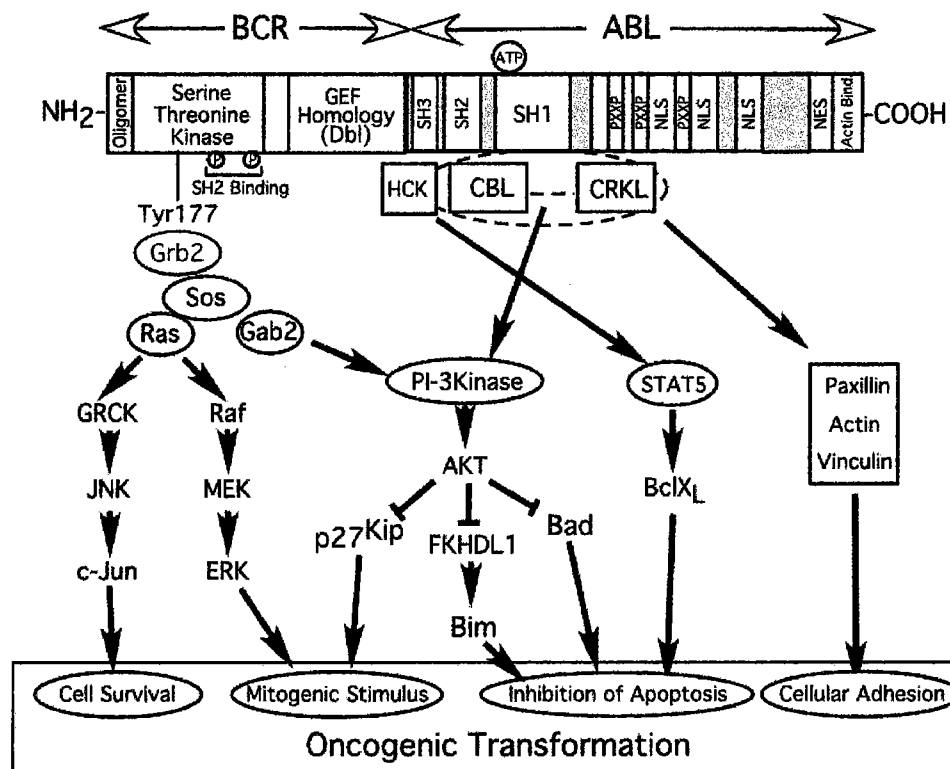 BCR
ABL
ATP
NH2-
Oligomer
Serine
Threonine
Kinase
GEF
Homology
(Dbl)
SH3
SH2
SH1
PXXP
PXXP
NLS
PXXP
NLS
NLS
NES
Actin Bind.
-COOH
P
P
SH2 Binding
HCK
CBL
CRKL
Tyr177
Grb2
Sos
Ras
Gab2
PI-3Kinase
STAT5
Paxillin
Actin
Vinculin
GRCK
Raf
AKT
JNK
MEK
BclXL
p27Kip
FKHDL1
Bad
c-Jun
ERK
Bim
Cell Survival
Mitogenic Stimulus
Inhibition of Apoptosis
Cellular Adhesion
Oncogenic Transformation